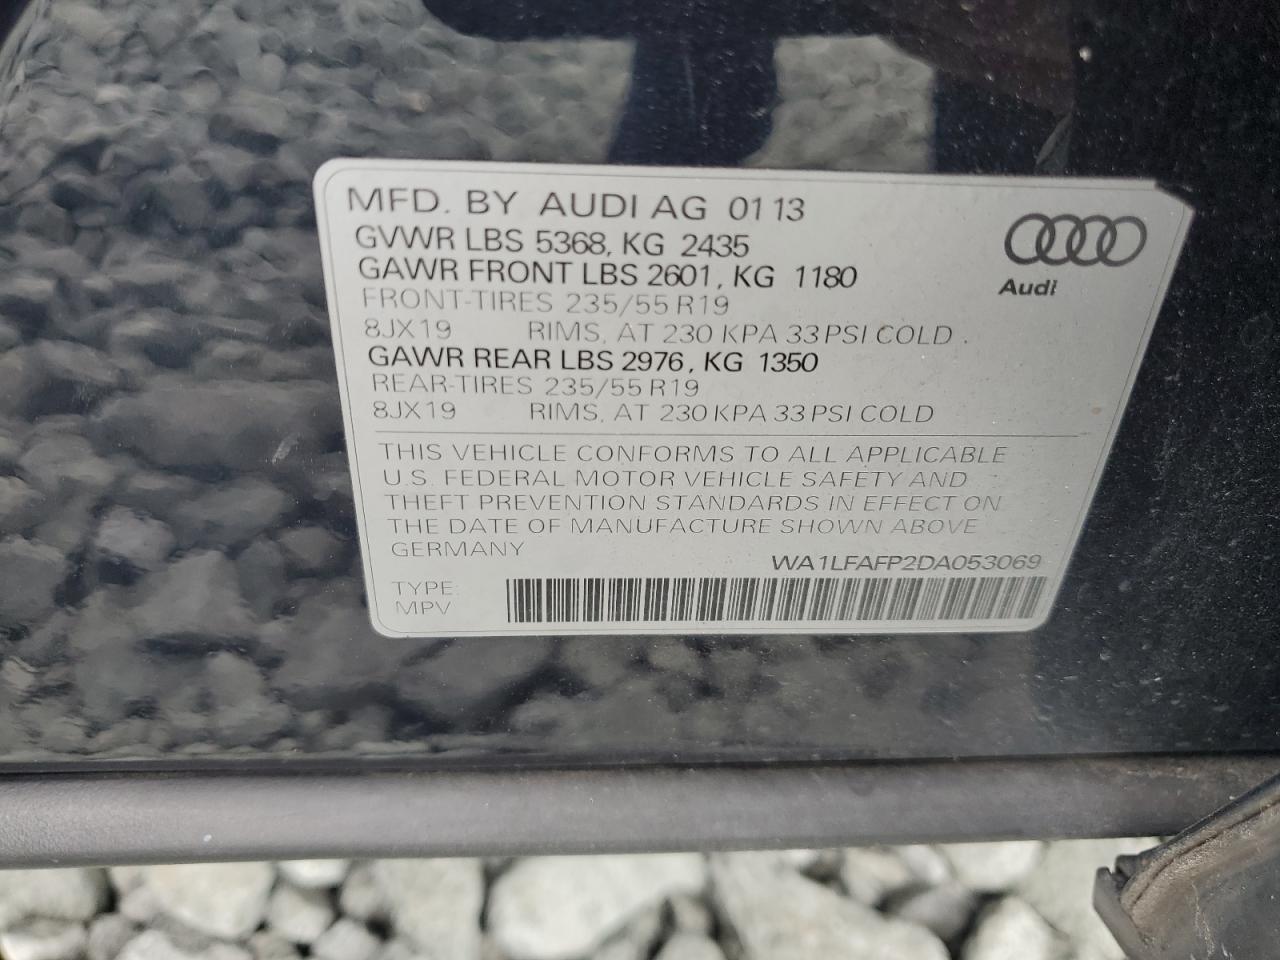 MFD. BY AUDI AG 01 13
GVWR LBS 5368, KG 2435
GAWR FRONT LBS 2601, KG 1180
FRONT-TIRES 235/55 R19
8JX19 RIMS, AT 230 KPA 33 PSI COLD .
GAWR REAR LBS 2976, KG 1350
REAR-TIRES 235/55 R19
8JX19 RIMS, AT 230 KPA 33 PSI COLD
Audi
THIS VEHICLE CONFORMS TO ALL APPLICABLE
U.S. FEDERAL MOTOR VEHICLE SAFETY AND
THEFT PREVENTION STANDARDS IN EFFECT ON
THE DATE OF MANUFACTURE SHOWN ABOVE
GERMANY
WA1LFAFP2DA053069
TYPE:
MPV